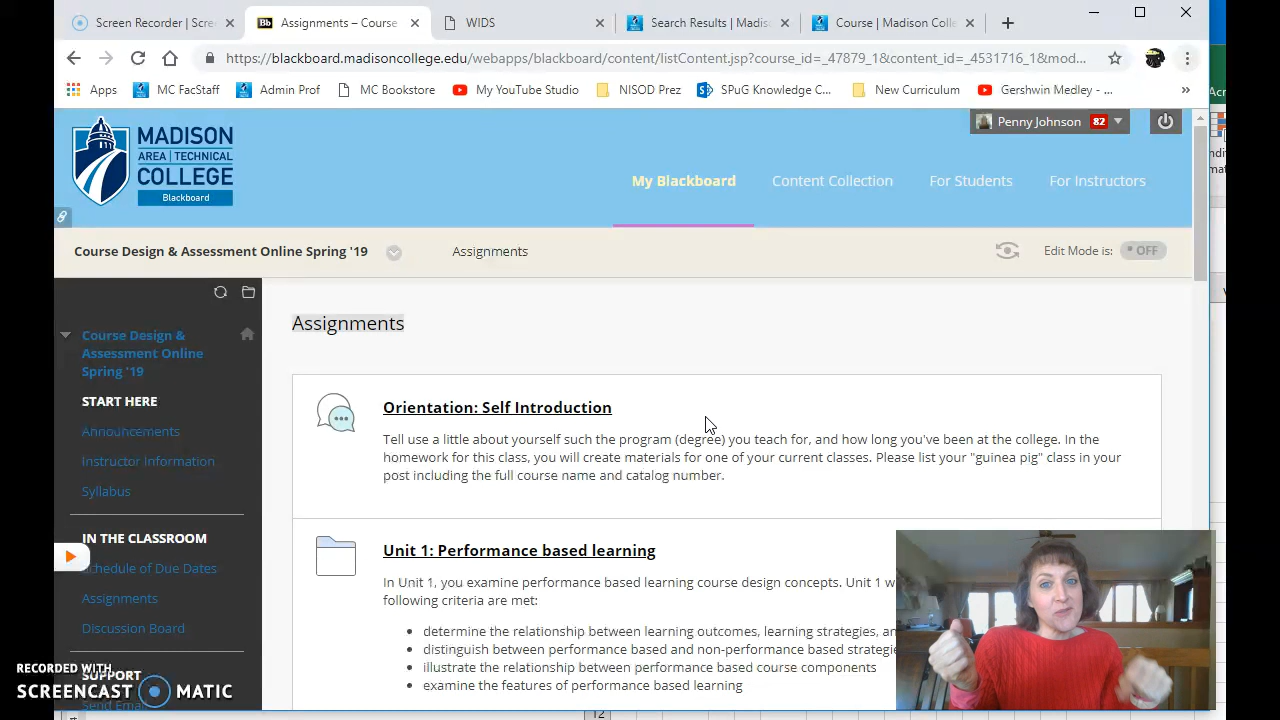 Screen Recorder | Scree
Assignments – Course
WIDS
Search Results | Madis
Course | Madison Colle
https://blackboard.madisoncollege.edu/webapps/blackboard/content/listContent.jsp?course_id=_47879_1&content_id=_4531716_1&mod...
Apps
MC FacStaff
Admin Prof
MC Bookstore
My YouTube Studio
NISOD Prez
SPuG Knowledge C...
New Curriculum
Gershwin Medley - ...
MADISON
AREA | TECHNICAL
COLLEGE
Blackboard
Penny Johnson 82
My Blackboard
Content Collection
For Students
For Instructors
Course Design & Assessment Online Spring '19
Assignments
Edit Mode is:
OFF
Course Design &
Assessment Online
Spring '19
START HERE
Announcements
Instructor Information
Syllabus
IN THE CLASSROOM
Schedule of Due Dates
Assignments
Discussion Board
SUPPORT
Send Email
Assignments
Orientation: Self Introduction
Tell use a little about yourself such the program (degree) you teach for, and how long you've been at the college. In the
homework for this class, you will create materials for one of your current classes. Please list your "guinea pig" class in your
post including the full course name and catalog number.
Unit 1: Performance based learning
In Unit 1, you examine performance based learning course design concepts. Unit 1 w
following criteria are met:
determine the relationship between learning outcomes, learning strategies, an
distinguish between performance based and non-performance based strategie
illustrate the relationship between performance based course components
examine the features of performance based learning
RECORDED WITH
SCREENCAST MATIC
12